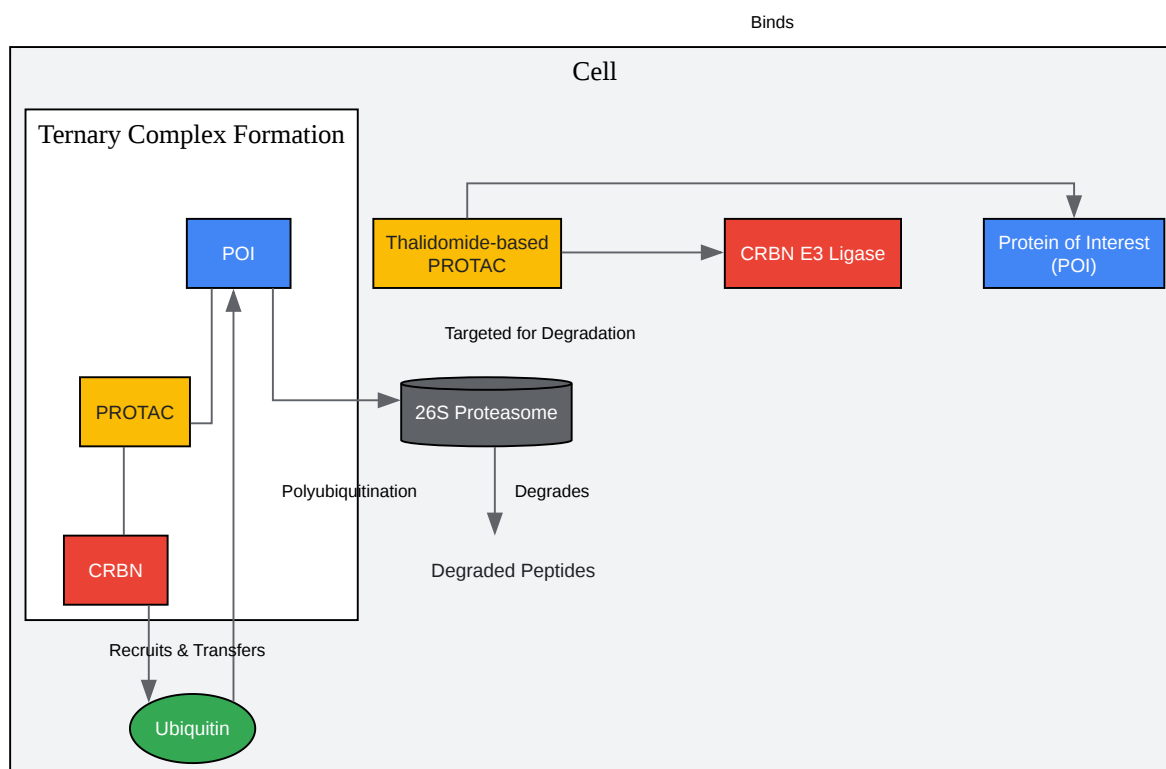 Binds
Cell
Ternary Complex Formation
POI
Thalidomide-based
PROTAC
CRBN E3 Ligase
Protein of Interest
(POI)
Targeted for Degradation
PROTAC
26S Proteasome
Polyubiquitination
Degrades
CRBN
Degraded Peptides
Recruits & Transfers
Ubiquitin